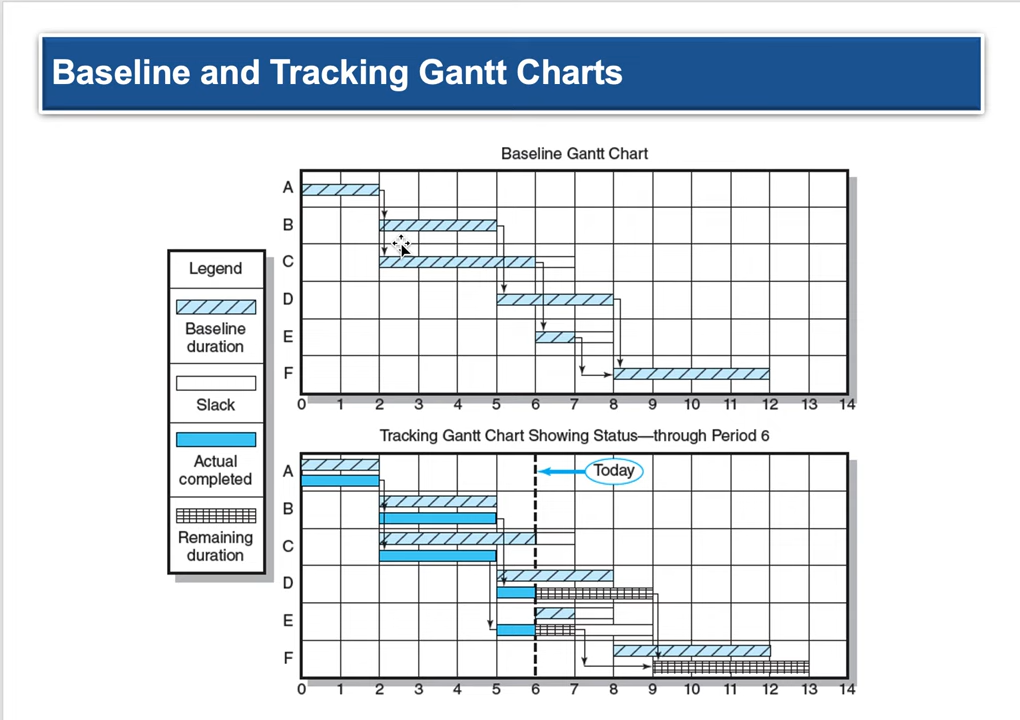 Baseline and Tracking Gantt Charts
Baseline Gantt Chart
A
B
C
D
E
F
0 1 2 3 4 5 6 7 8 9 10 11 12 13 14
Legend
Baseline
duration
Slack
Actual
completed
Remaining
duration
Tracking Gantt Chart Showing Status—through Period 6
Today
A
B
C
D
E
F
0 1 2 3 4 5 6 7 8 9 10 11 12 13 14